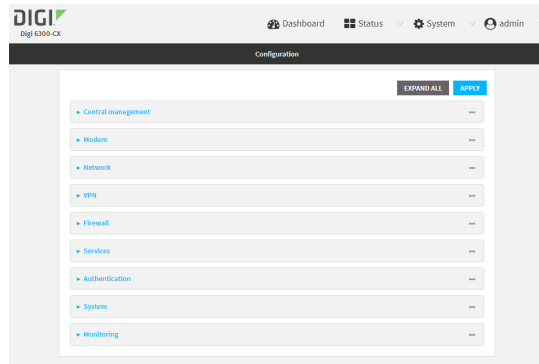 DIGI
Digi 6300-CX
Dashboard Status System admin
Configuration
EXPAND ALL APPLY
Central management
Modem
Network
VPN
Firewall
Services
Authentication
System
Monitoring